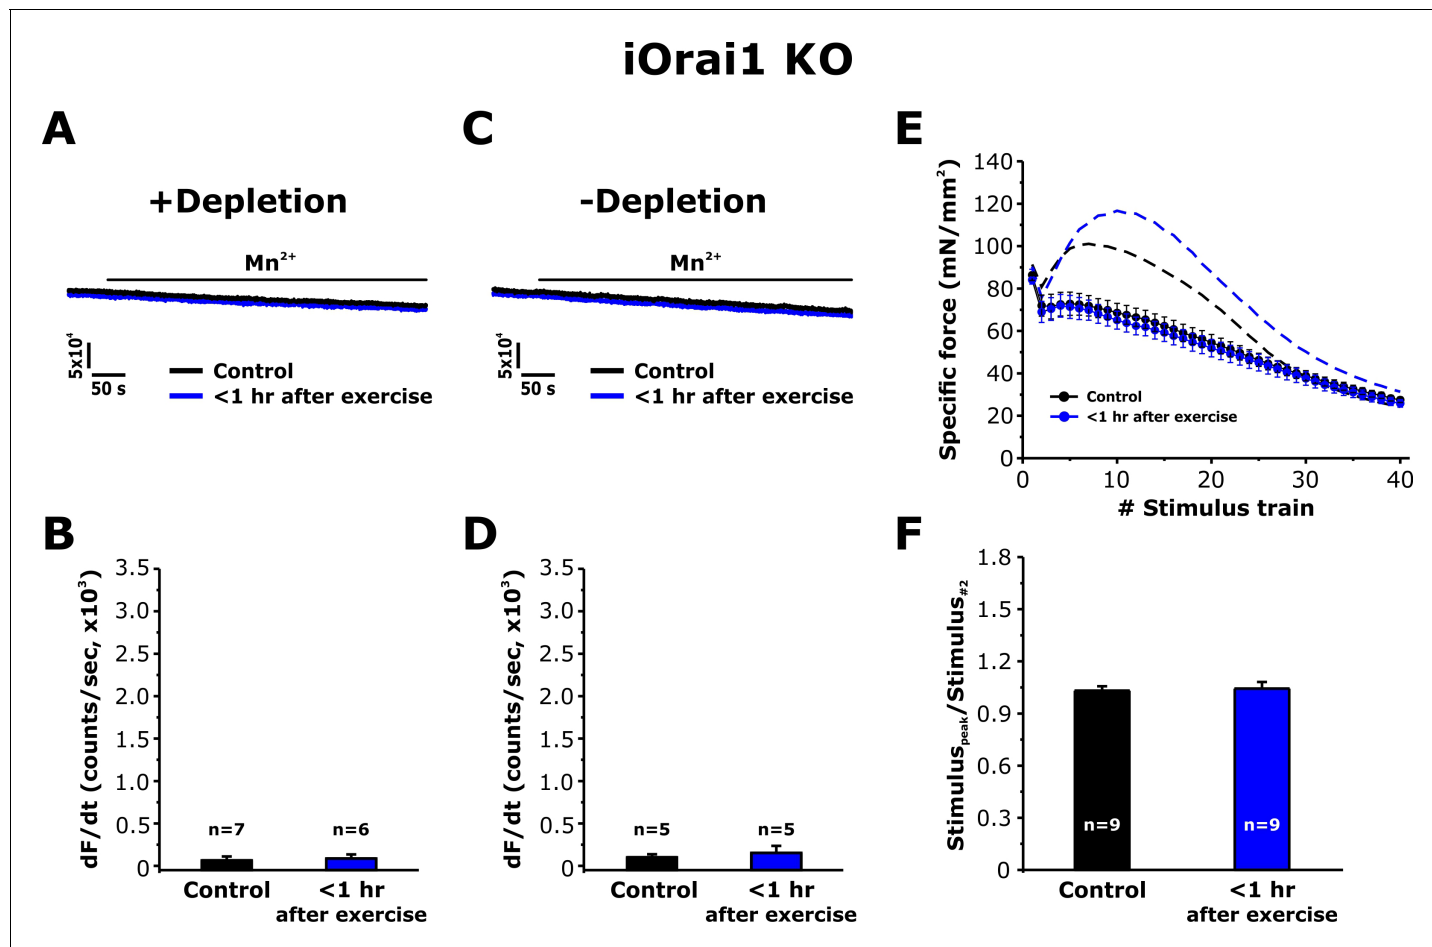 iOrai1 KO
A
+Depletion
Mn²⁺
5x10⁴
50 s
Control
<1 hr after exercise
C
-Depletion
Mn²⁺
5x10⁴
50 s
Control
<1 hr after exercise
E
Specific force (mN/mm²)
140
120
100
80
60
40
20
0
Control
<1 hr after exercise
0 10 20 30 40
# Stimulus train
B
dF/dt (counts/sec, x10³)
3.5
3.0
2.5
2.0
1.5
1.0
0.5
0
n=7 n=6
Control <1 hr
after exercise
D
dF/dt (counts/sec, x10³)
3.5
3.0
2.5
2.0
1.5
1.0
0.5
0
n=5 n=5
Control <1 hr
after exercise
F
Stimulus_peak/Stimulus_#2
1.8
1.5
1.2
0.9
0.6
0.3
0
n=9 n=9
Control <1 hr
after exercise